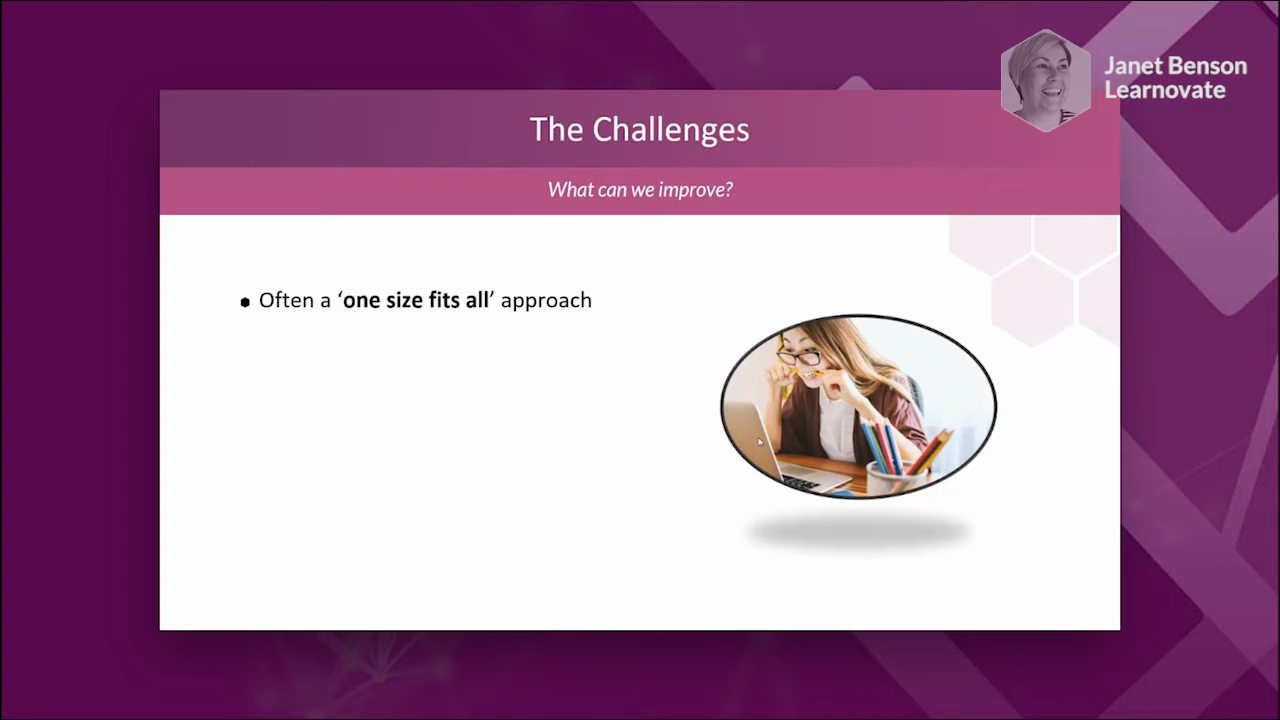 Janet Benson
Learnovate
The Challenges
What can we improve?
Often a ‘one size fits all’ approach